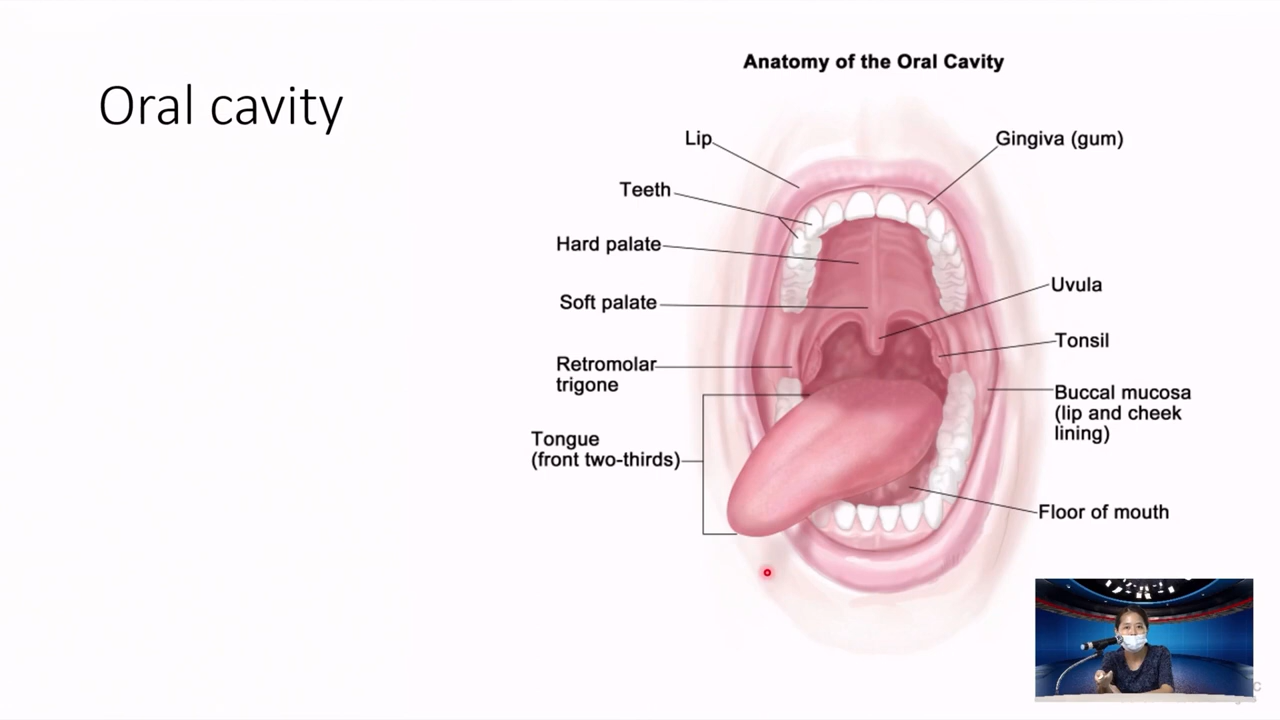 Oral cavity
Anatomy of the Oral Cavity
Lip
Gingiva (gum)
Teeth
Hard palate
Uvula
Soft palate
Tonsil
Retromolar
trigone
Buccal mucosa
(lip and cheek
lining)
Tongue
(front two-thirds)
Floor of mouth